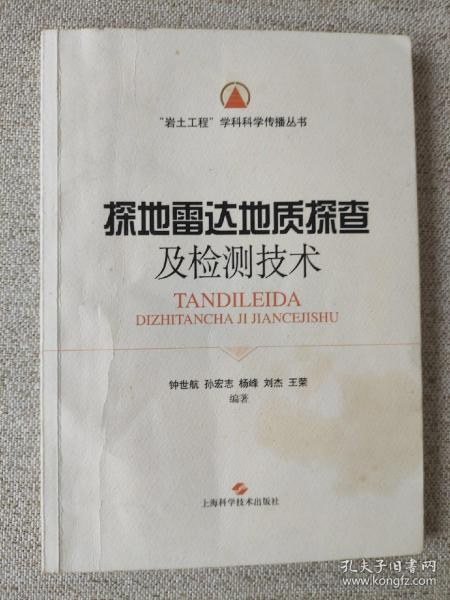 “岩土工程”学科科学传播丛书
探地雷达地质探查
及检测技术
TANDILEIDA
DIZHITANCHA JI JIANCEJISHU
钟世航 孙宏志 杨峰 刘杰 王荣
编著
上海科学技术出版社
孔夫子旧书网
www.kongfz.com